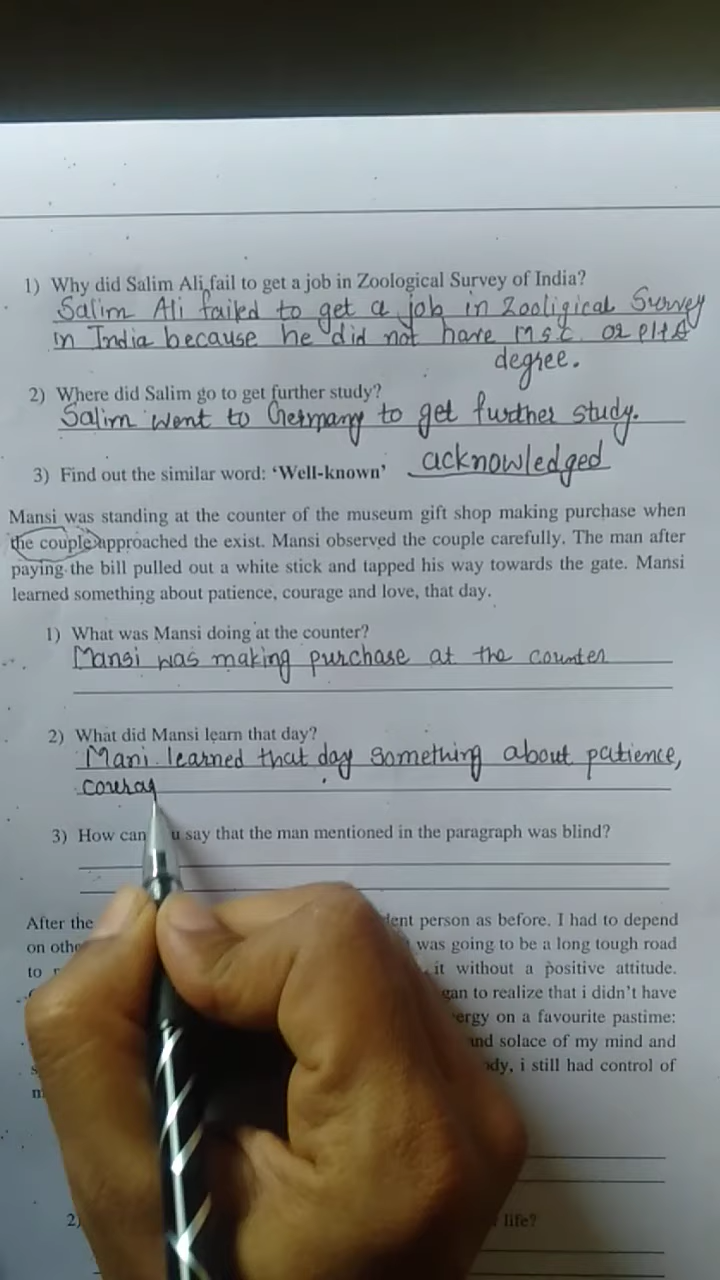 1) Why did Salim Ali fail to get a job in Zoological Survey of India?
Salim Ali failed to get a job in Zooligical Survey
in India because he did not have M.s.c. or PHd
degree.
2) Where did Salim go to get further study?
Salim went to Germany to get further study.
3) Find out the similar word: ‘Well-known’ acknowledged
Mansi was standing at the counter of the museum gift shop making purchase when
the couple approached the exist. Mansi observed the couple carefully. The man after
paying the bill pulled out a white stick and tapped his way towards the gate. Mansi
learned something about patience, courage and love, that day.
1) What was Mansi doing at the counter?
Mansi was making purchase at the counter
2) What did Mansi learn that day?
Mani learned that day something about patience,
courag
3) How can say that the man mentioned in the paragraph was blind?
After the person as before. I had to depend
on was going to be a long tough road
to it without a positive attitude.
to realize that i didn't have
on a favourite pastime:
and solace of my mind and
i still had control of
2) life?